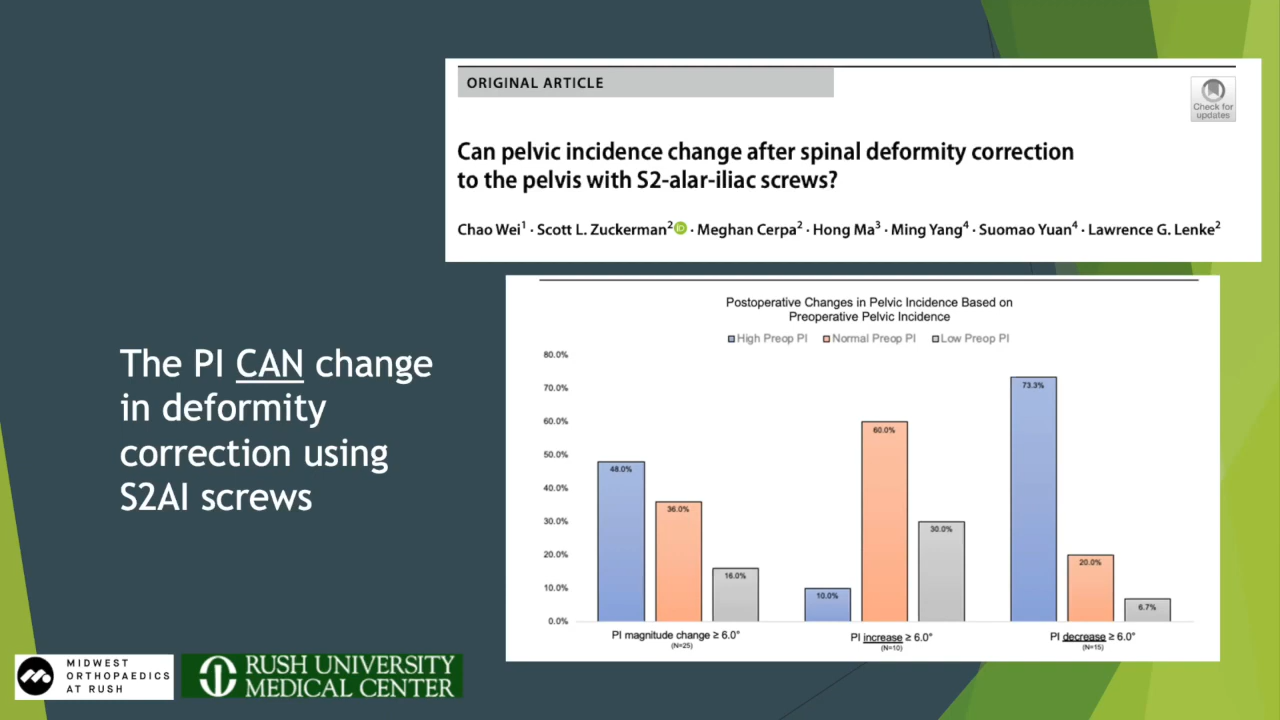 ORIGINAL ARTICLE
Check for
updates
Can pelvic incidence change after spinal deformity correction
to the pelvis with S2-alar-iliac screws?
Chao Wei1 · Scott L. Zuckerman2 iD · Meghan Cerpa2 · Hong Ma3 · Ming Yang4 · Suomao Yuan4 · Lawrence G. Lenke2
The PI CAN change
in deformity
correction using
S2AI screws
Postoperative Changes in Pelvic Incidence Based on
Preoperative Pelvic Incidence
High Preop PI Normal Preop PI Low Preop PI
80.0%
70.0%
60.0%
50.0%
40.0%
30.0%
20.0%
10.0%
0.0%
48.0%
36.0%
16.0%
10.0%
60.0%
30.0%
73.3%
20.0%
6.7%
PI magnitude change ≥ 6.0°
(N=25)
PI increase ≥ 6.0°
(N=10)
PI decrease ≥ 6.0°
(N=15)
MIDWEST
ORTHOPAEDICS
AT RUSH
RUSH UNIVERSITY
MEDICAL CENTER